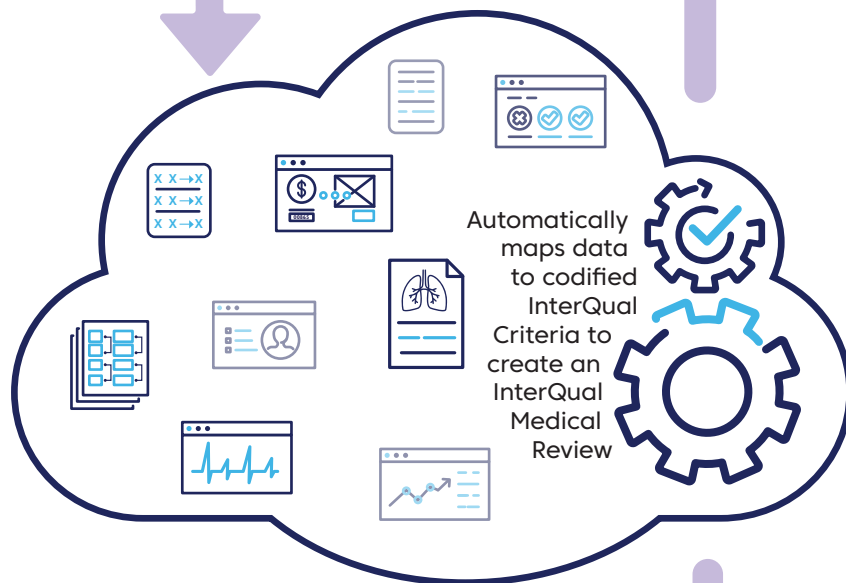 X X→X
X X→X
X X→X
$
Automatically
maps data
to codified
InterQual
Criteria to
create an
InterQual
Medical
Review